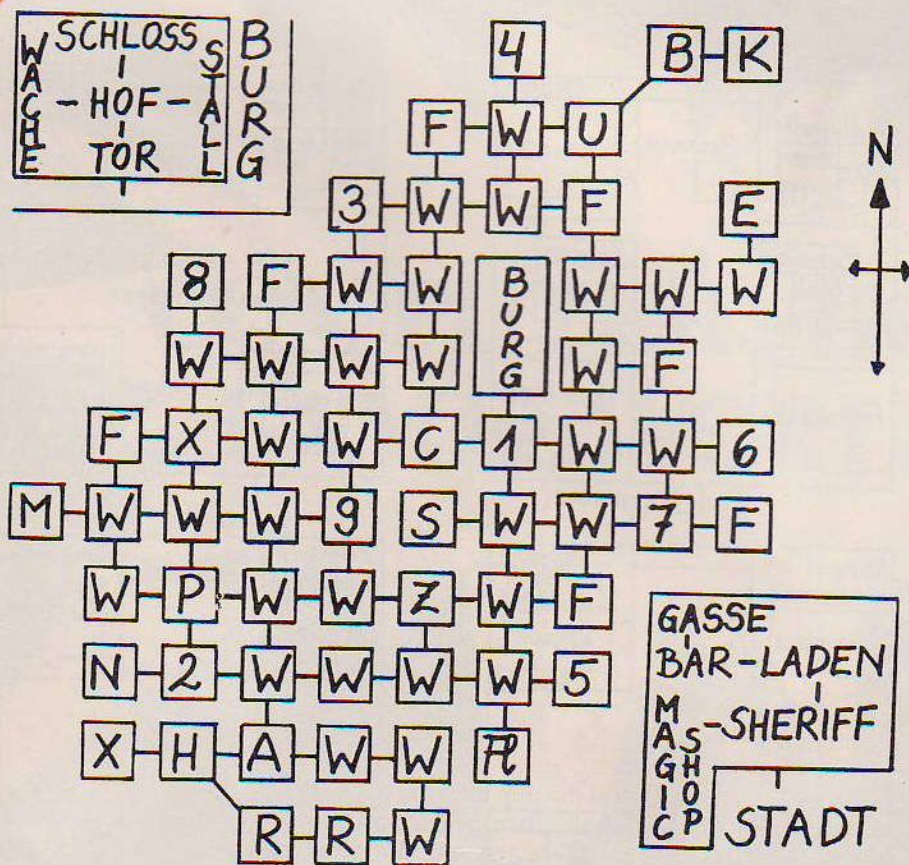 SCHLOSS
WACHE
- HOF -
STALL
TOR
BURG
4 B K
F W U
N
3 W W F E
8 F W W BURG W W W
W W W W W F
F X W W C 1 W W 6
M W W W 9 S W W 7 F
W P W W Z W F
N 2 W W W W 5
X H A W W Fl
R R W
GASSE
BAR-LADEN
MAGIC SHOP
-SHERIFF
STADT